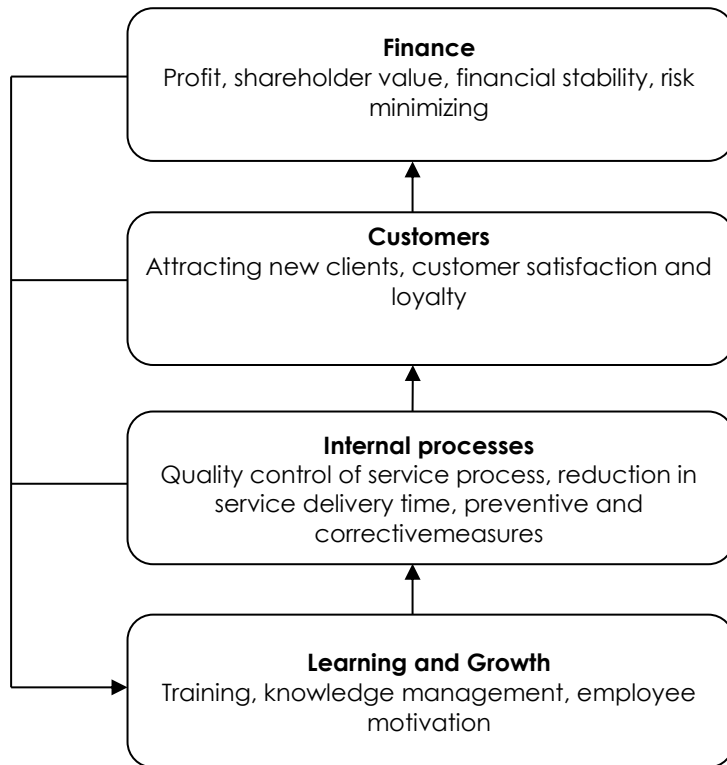 Finance
Profit, shareholder value, financial stability, risk
minimizing
Customers
Attracting new clients, customer satisfaction and
loyalty
Internal processes
Quality control of service process, reduction in
service delivery time, preventive and
correctivemeasures
Learning and Growth
Training, knowledge management, employee
motivation